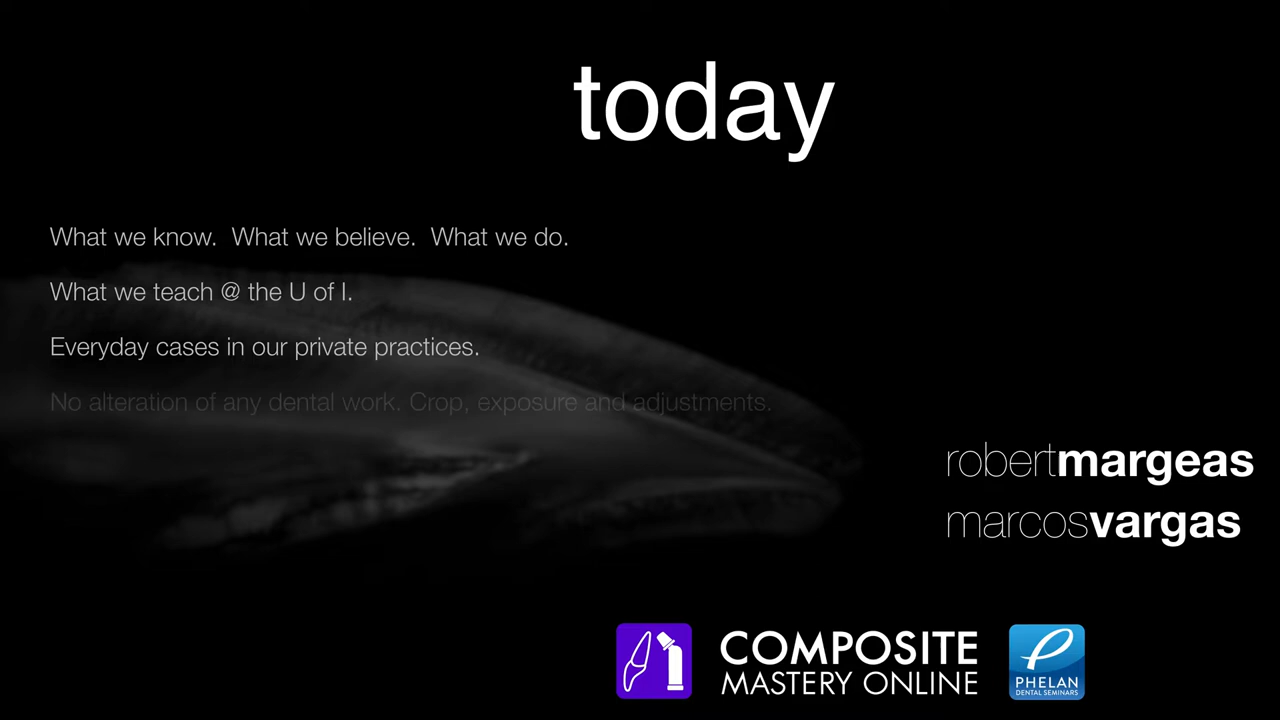 today
What we know.  What we believe.  What we do.
What we teach @ the U of I.
Everyday cases in our private practices.
No alteration of any dental work. Crop, exposure and adjustments.
robertmargeas
marcosvargas
COMPOSITE
MASTERY ONLINE
PHELAN
DENTAL SEMINARS